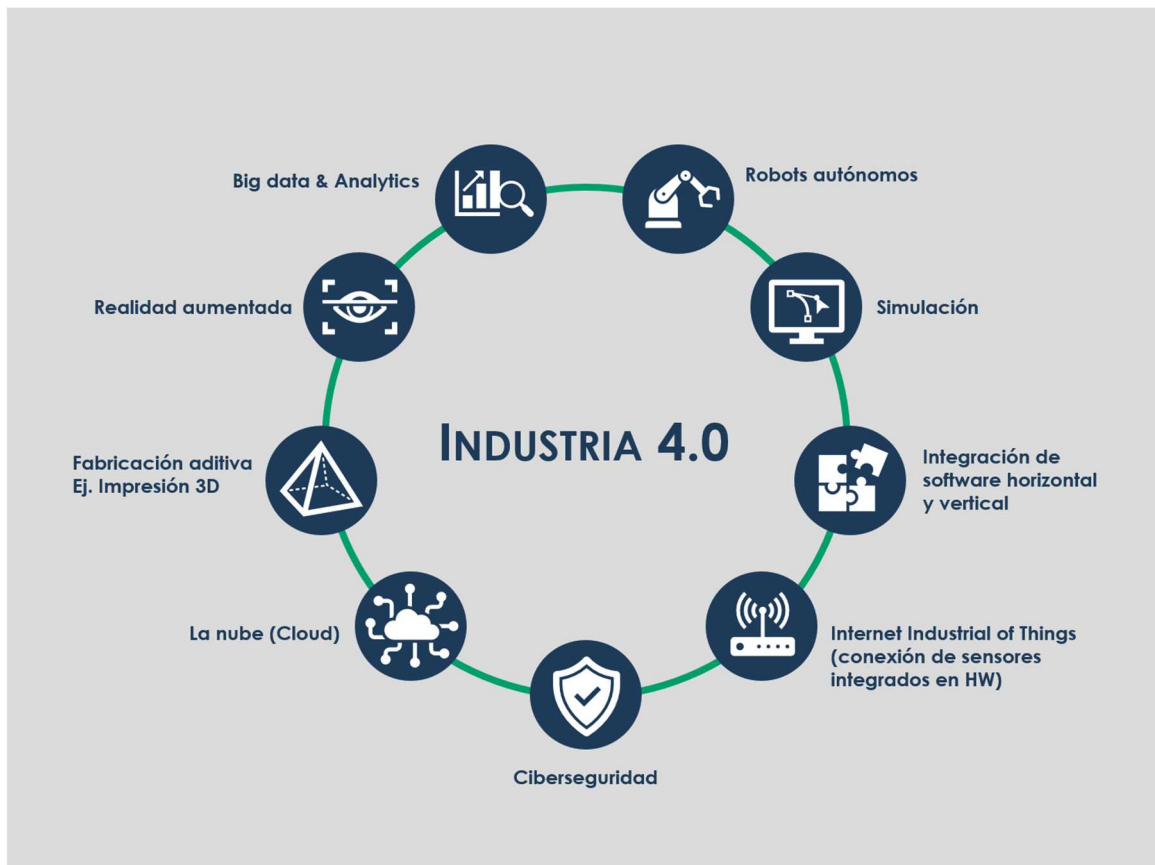 Big data & Analytics
Robots autónomos
Realidad aumentada
Simulación
INDUSTRIA 4.0
Fabricación aditiva
Ej. Impresión 3D
Integración de
software horizontal
y vertical
La nube (Cloud)
Internet Industrial of Things
(conexión de sensores
integrados en HW)
Ciberseguridad